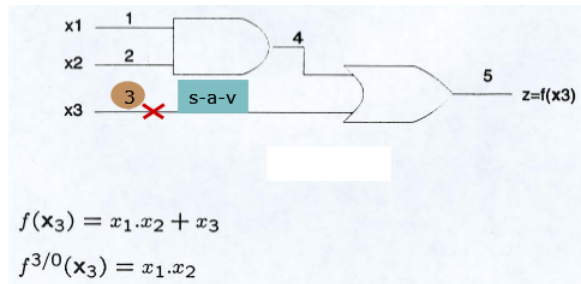 x1 1
4
x2 2
5
3 s-a-v z=f(x3)
x3
f(x3) = x1.x2 + x3
f3/0(x3) = x1.x2